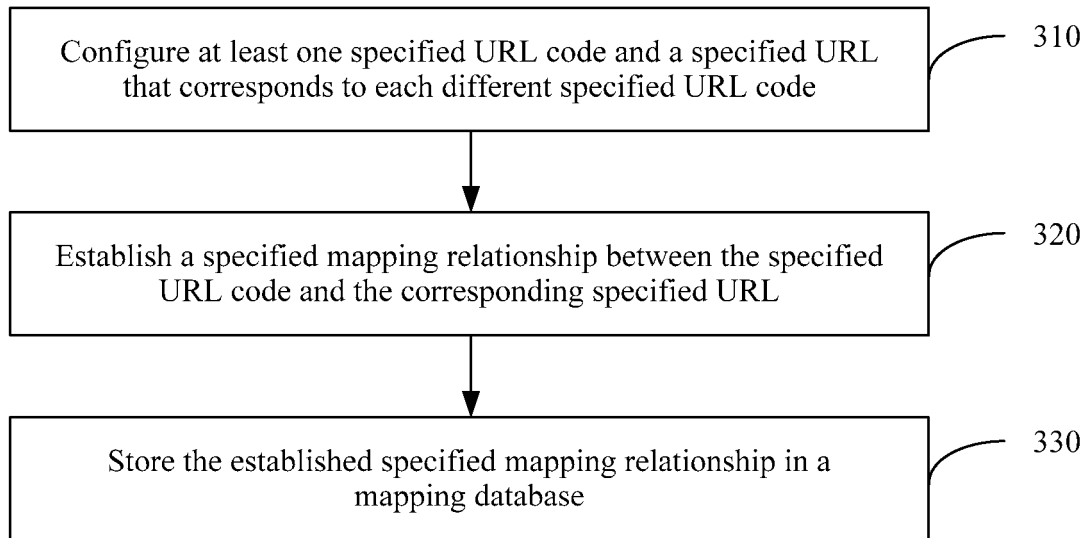 Configure at least one specified URL code and a specified URL
that corresponds to each different specified URL code
310
Establish a specified mapping relationship between the specified
URL code and the corresponding specified URL
320
Store the established specified mapping relationship in a
mapping database
330